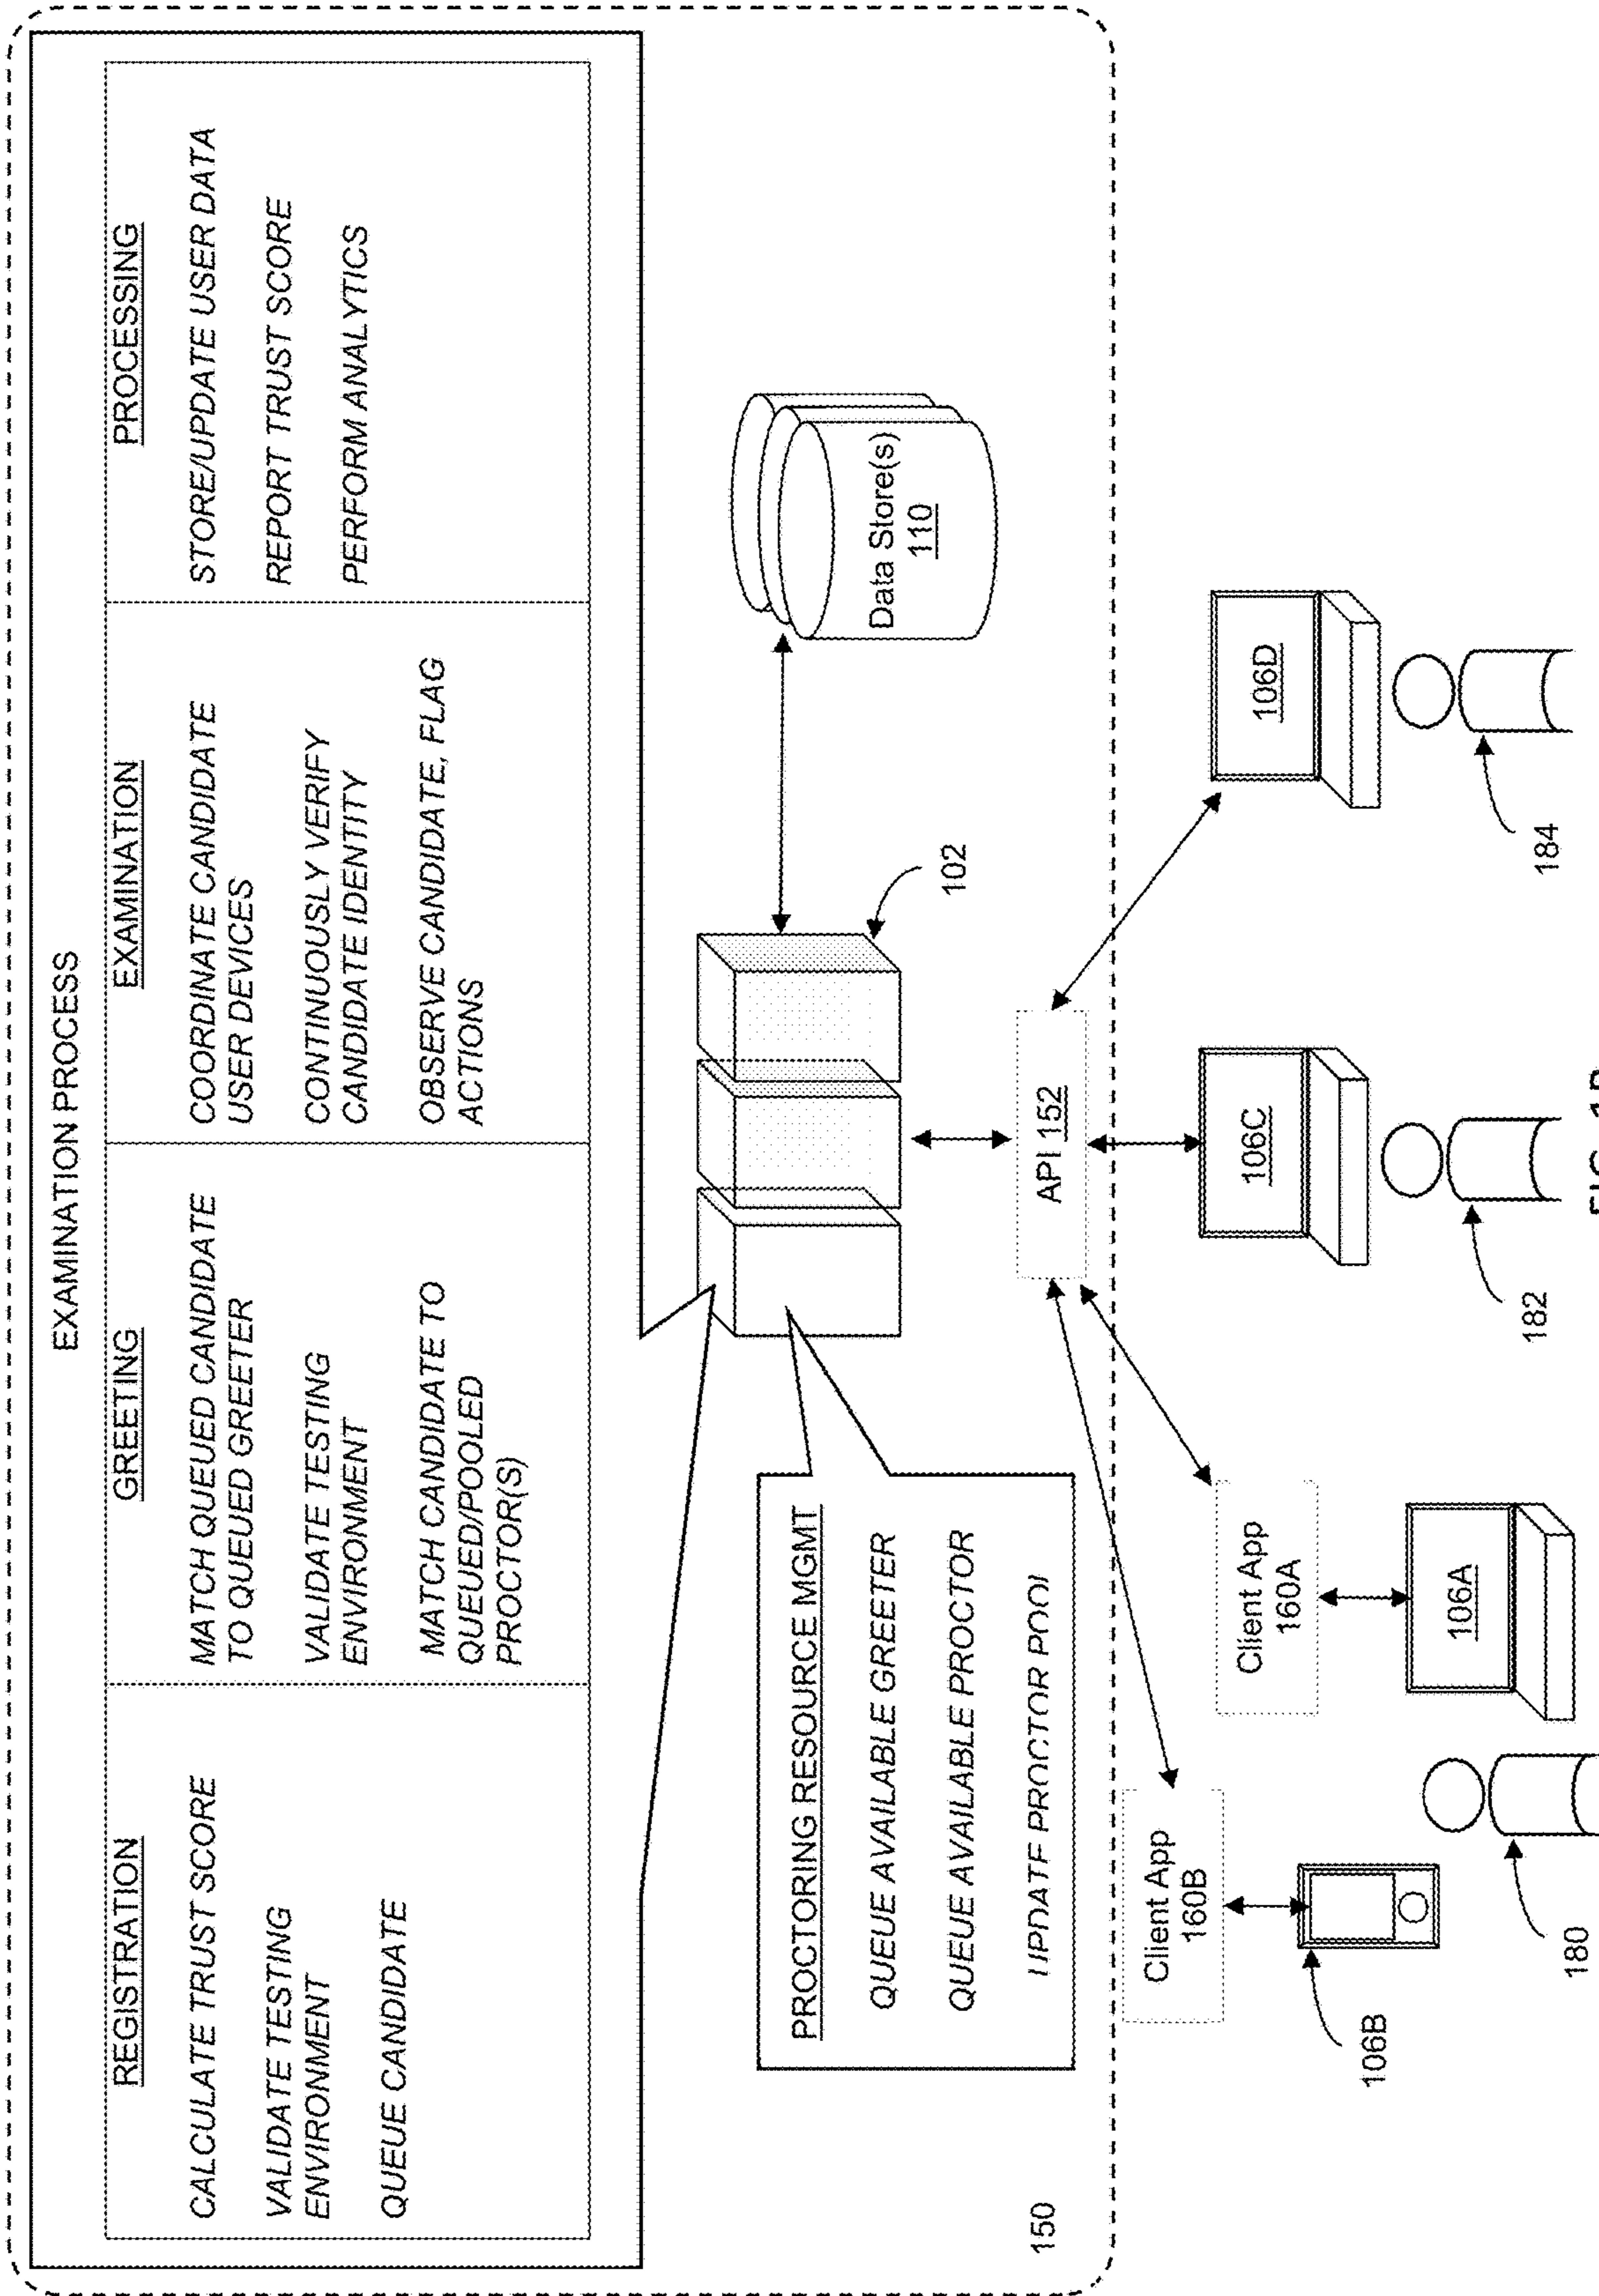 EXAMINATION PROCESS
REGISTRATION
CALCULATE TRUST SCORE
VALIDATE TESTING
ENVIRONMENT
QUEUE CANDIDATE
GREETING
MATCH QUEUED CANDIDATE
TO QUEUED GREETER
VALIDATE TESTING
ENVIRONMENT
MATCH CANDIDATE TO
QUEUED/POOLED
PROCTOR(S)
EXAMINATION
COORDINATE CANDIDATE
USER DEVICES
CONTINUOUSLY VERIFY
CANDIDATE IDENTITY
OBSERVE CANDIDATE, FLAG
ACTIONS
PROCESSING
STORE/UPDATE USER DATA
REPORT TRUST SCORE
PERFORM ANALYTICS
PROCTORING RESOURCE MGMT
QUEUE AVAILABLE GREETER
QUEUE AVAILABLE PROCTOR
UPDATE PROCTOR POOL
102
Data Store(s)
110
150
API 152
Client App
160B
Client App
160A
106B
180
106A
106C
182
106D
184